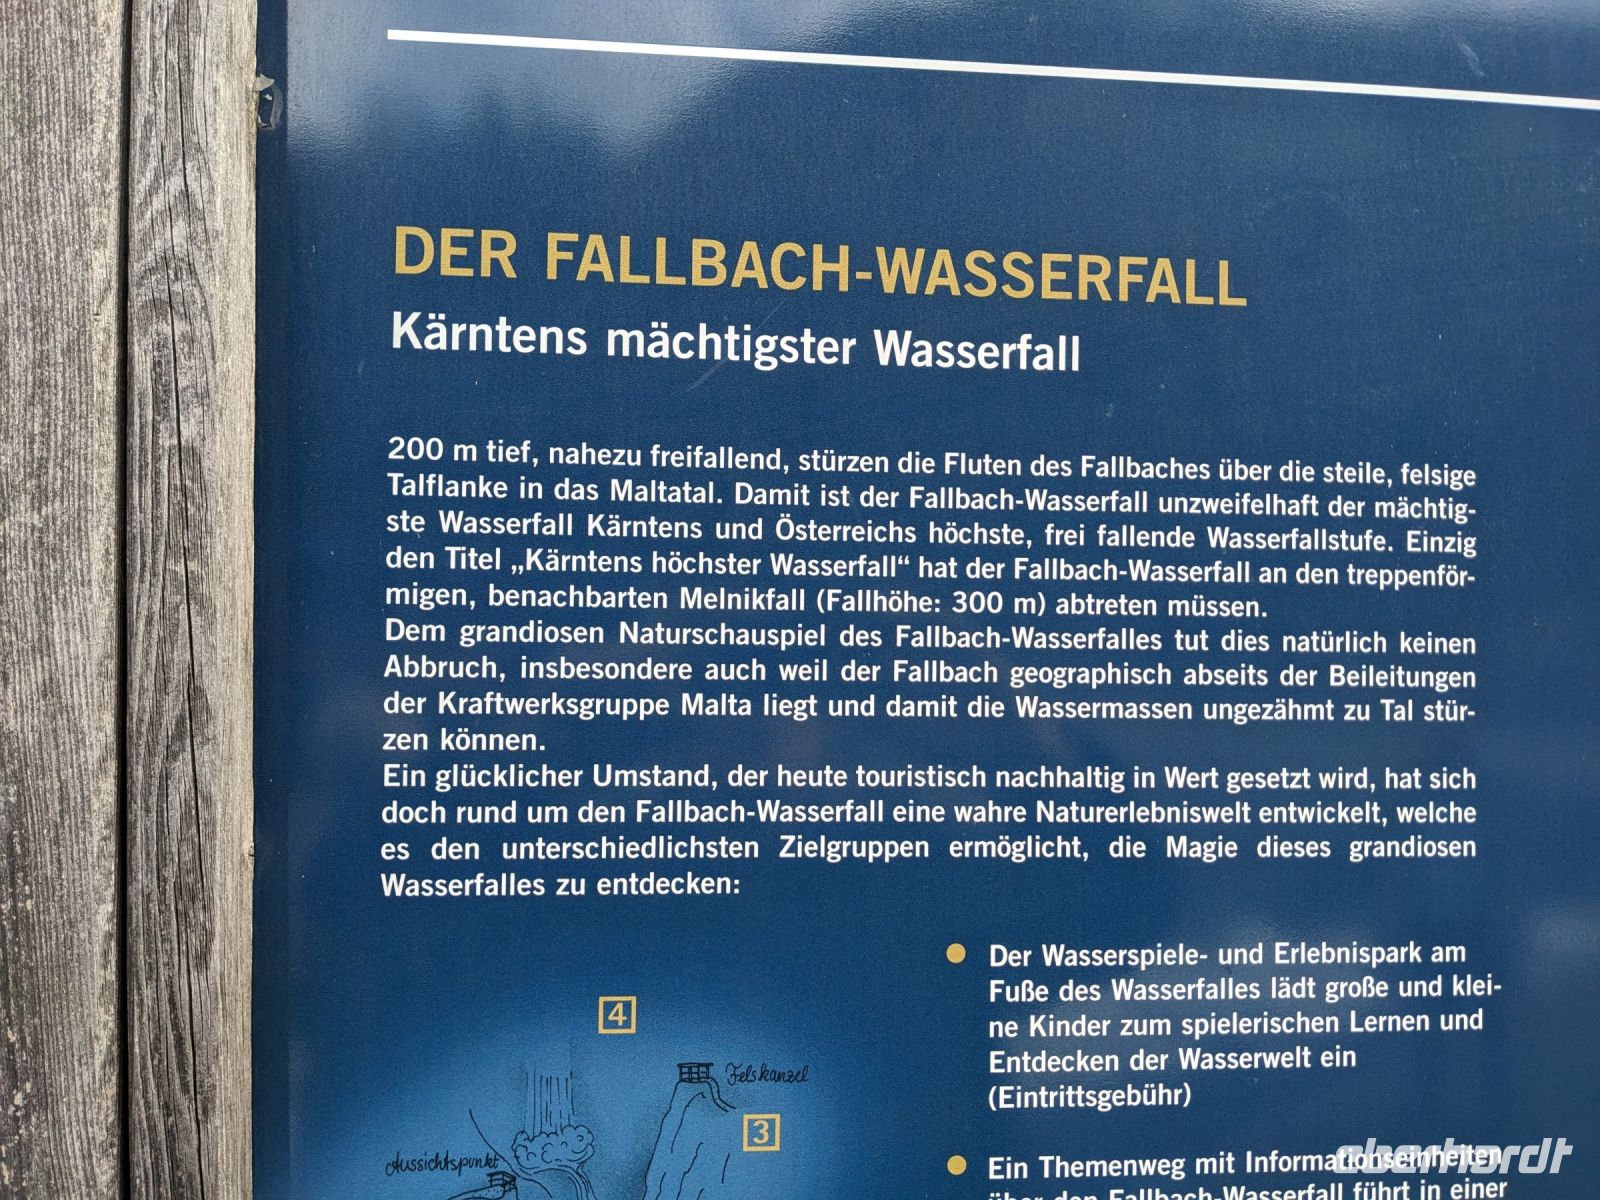 DER FALLBACH-WASSERFALL
Kärntens mächtigster Wasserfall
200 m tief, nahezu freifallend, stürzen die Fluten des Fallbaches über die steile, felsige
Talflanke in das Maltatal. Damit ist der Fallbach-Wasserfall unzweifelhaft der mächtig-
ste Wasserfall Kärntens und Österreichs höchste, frei fallende Wasserfallstufe. Einzig
den Titel „Kärntens höchster Wasserfall“ hat der Fallbach-Wasserfall an den treppenför-
migen, benachbarten Melnikfall (Fallhöhe: 300 m) abtreten müssen.
Dem grandiosen Naturschauspiel des Fallbach-Wasserfalles tut dies natürlich keinen
Abbruch, insbesondere auch weil der Fallbach geographisch abseits der Beileitungen
der Kraftwerksgruppe Malta liegt und damit die Wassermassen ungezähmt zu Tal stür-
zen können.
Ein glücklicher Umstand, der heute touristisch nachhaltig in Wert gesetzt wird, hat sich
doch rund um den Fallbach-Wasserfall eine wahre Naturerlebniswelt entwickelt, welche
es den unterschiedlichsten Zielgruppen ermöglicht, die Magie dieses grandiosen
Wasserfalles zu entdecken:
Der Wasserspiele- und Erlebnispark am
Fuße des Wasserfalles lädt große und klei-
ne Kinder zum spielerischen Lernen und
Entdecken der Wasserwelt ein
(Eintrittsgebühr)
Ein Themenweg mit Informationseinheiten
über den Fallbach-Wasserfall führt in einer
4
Felskanzel
3
Aussichtspunkt
eberhardt